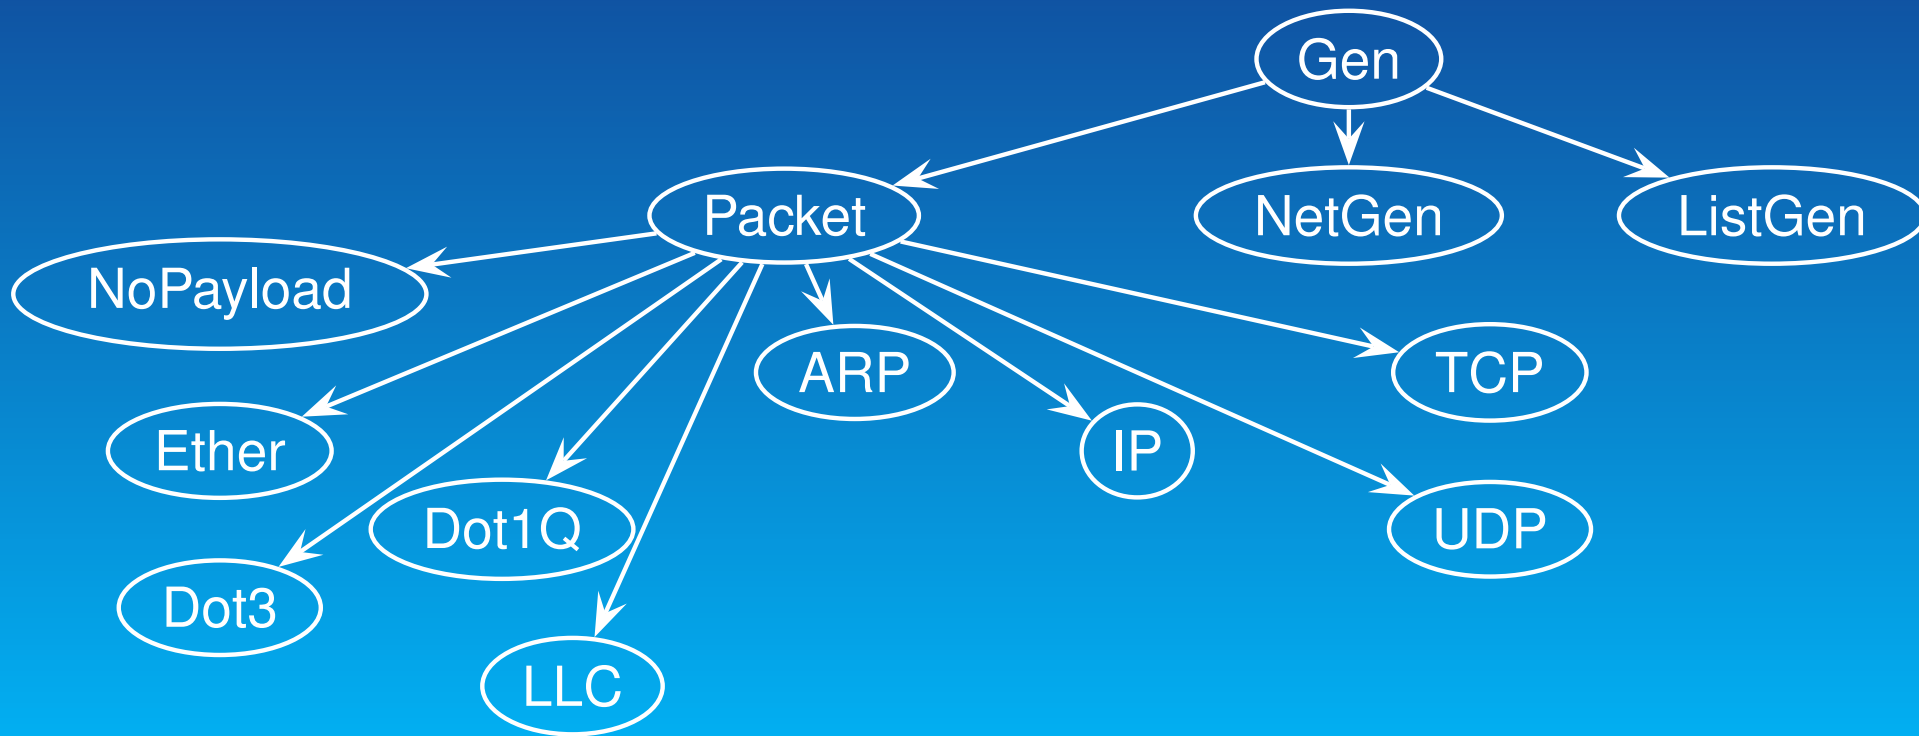 Gen
Packet
NetGen
ListGen
NoPayload
ARP
TCP
Ether
IP
Dot1Q
UDP
Dot3
LLC